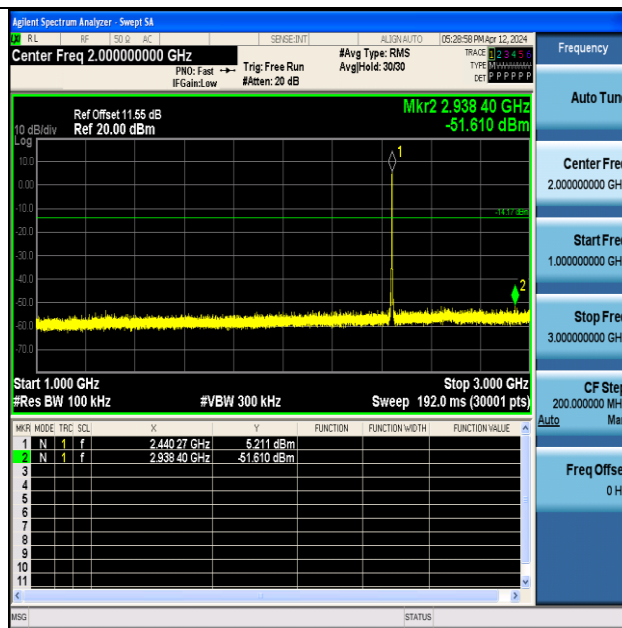 Agilent Spectrum Analyzer - Swept SA
RL RF 50 Ω AC SENSE:INT ALIGN AUTO 05:28:58 PM Apr 12, 2024
Center Freq 2.000000000 GHz
PNO: Fast
IFGain:Low
Trig: Free Run
#Atten: 20 dB
#Avg Type: RMS
Avg|Hold: 30/30
TRACE 1 2 3 4 5 6
TYPE
DET P P P P P P
Frequency
Auto Tune
Center Freq
2.000000000 GH
Start Freq
1.000000000 GH
Stop Freq
3.000000000 GH
CF Step
200.000000 MH
Auto Ma
Freq Offse
0 H
Mkr2 2.938 40 GHz
-51.610 dBm
Ref Offset 11.55 dB
10 dB/div Ref 20.00 dBm
Log
10.0
0.00
-10.0
-20.0
-30.0
-40.0
-50.0
-60.0
-70.0
1
-14.17 dBm
2
Start 1.000 GHz Stop 3.000 GHz
#Res BW 100 kHz #VBW 300 kHz Sweep 192.0 ms (30001 pts)
MKR MODE TRC SCL X Y FUNCTION FUNCTION WIDTH FUNCTION VALUE
1 N 1 f 2.440 27 GHz 5.211 dBm
2 N 1 f 2.938 40 GHz -51.610 dBm
3
4
5
6
7
8
9
10
11
MSG STATUS